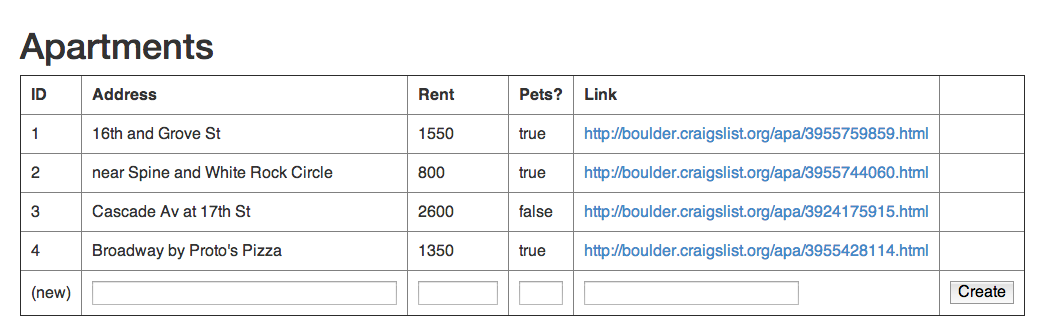 Apartments
ID Address Rent Pets? Link
1 16th and Grove St 1550 true http://boulder.craigslist.org/apa/3955759859.html
2 near Spine and White Rock Circle 800 true http://boulder.craigslist.org/apa/3955744060.html
3 Cascade Av at 17th St 2600 false http://boulder.craigslist.org/apa/3924175915.html
4 Broadway by Proto's Pizza 1350 true http://boulder.craigslist.org/apa/3955428114.html
(new) Create